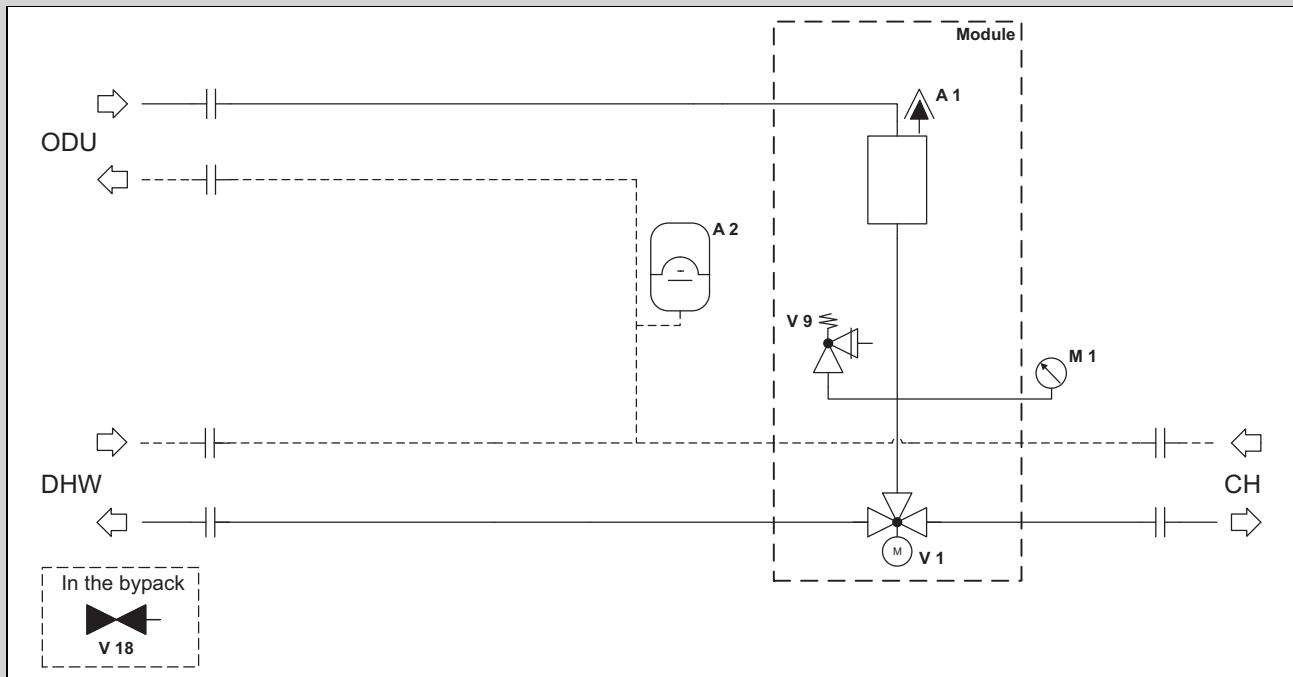 Module
A 1
ODU
A 2
V 9
M 1
DHW
CH
M
V 1
In the bypack
V 18